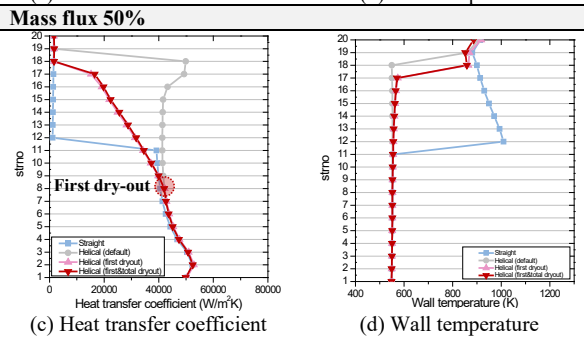 Mass flux 50%
20
19
18
17
16
15
14
13
12
11
10
9
8
7
6
5
4
3
2
1
strno
First dry-out
Straight
Helical (default)
Helical (first dryout)
Helical (first&total dryout)
0 20000 40000 60000 80000
Heat transfer coefficient (W/m²K)
(c) Heat transfer coefficient
20
19
18
17
16
15
14
13
12
11
10
9
8
7
6
5
4
3
2
1
strno
Straight
Helical (default)
Helical (first dryout)
Helical (first&total dryout)
400 600 800 1000 1200
Wall temperature (K)
(d) Wall temperature